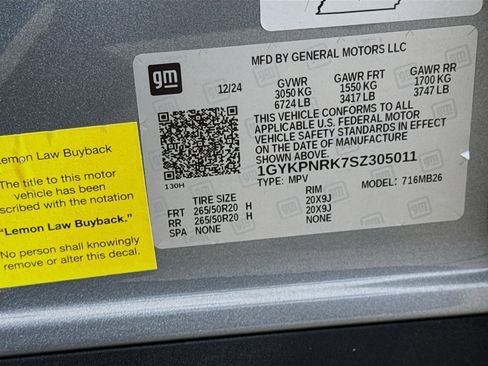 Lemon Law Buyback
itle to this motor
vehicle has been
scribed with the notation
"Lemon Law Buyback."
No person shall knowingly
remove or alter this decal.
gm
MFD BY GENERAL MOTORS LLC
12/24 GVWR GAWR FRT GAWR RR
3050 KG 1550 KG 1700 KG
6724 LB 3417 LB 3747 LB
THIS VEHICLE CONFORMS TO ALL
APPLICABLE U.S. FEDERAL MOTOR
VEHICLE SAFETY STANDARDS IN EFFECT
ON THE DATE OF MANUFACTURE SHOWN ABOVE.
1GYKPNRK7SZ305011
TYPE: MPV MODEL: 716MB26
130H
TIRE SIZE RIM
FRT 265/50R20 H 20X9J
RR 265/50R20 H 20X9J
SPA NONE NONE